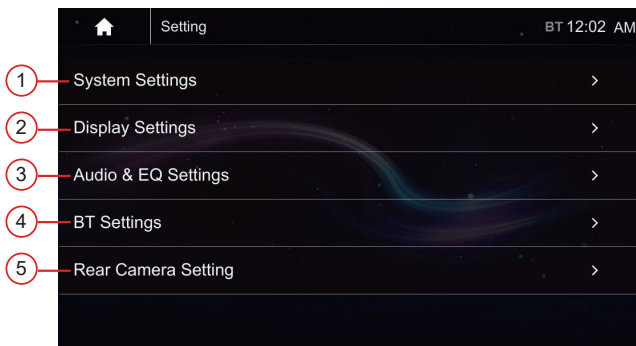 Setting BT 12:02 AM
1 System Settings
2 Display Settings
3 Audio & EQ Settings
4 BT Settings
5 Rear Camera Setting